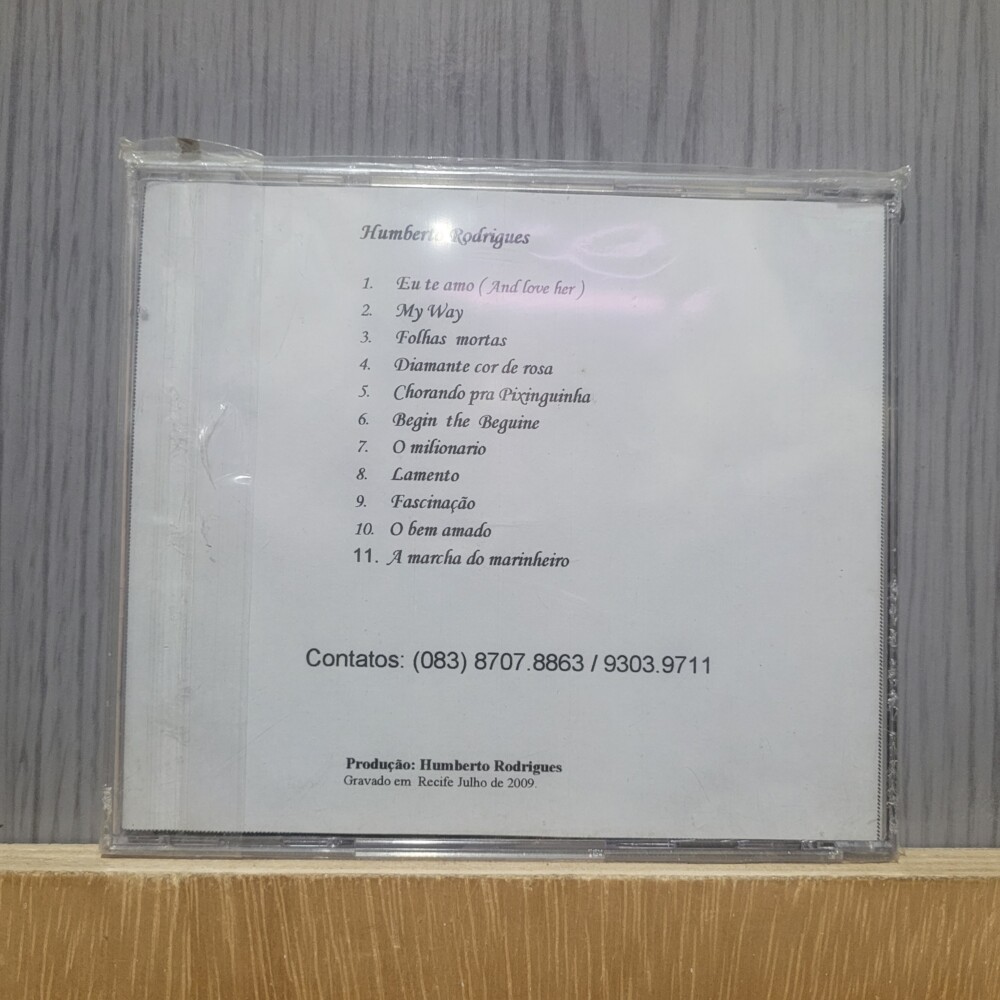 Humberto Rodrigues
1. Eu te amo ( And love her )
2. My Way
3. Folhas mortas
4. Diamante cor de rosa
5. Chorando pra Pixinguinha
6. Begin the Beguine
7. O milionario
8. Lamento
9. Fascinação
10. O bem amado
11. A marcha do marinheiro
Contatos: (083) 8707.8863 / 9303.9711
Produção: Humberto Rodrigues
Gravado em Recife Julho de 2009.